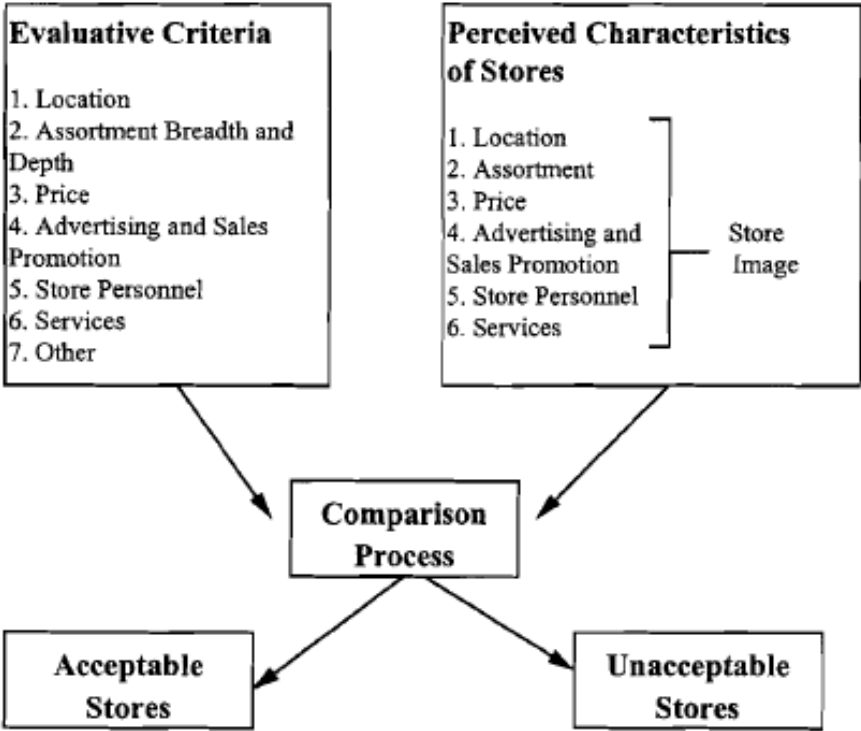 Evaluative Criteria
1. Location
2. Assortment Breadth and
Depth
3. Price
4. Advertising and Sales
Promotion
5. Store Personnel
6. Services
7. Other
Perceived Characteristics
of Stores
1. Location
2. Assortment
3. Price
4. Advertising and
Sales Promotion
5. Store Personnel
6. Services
Store
Image
Comparison
Process
Acceptable
Stores
Unacceptable
Stores